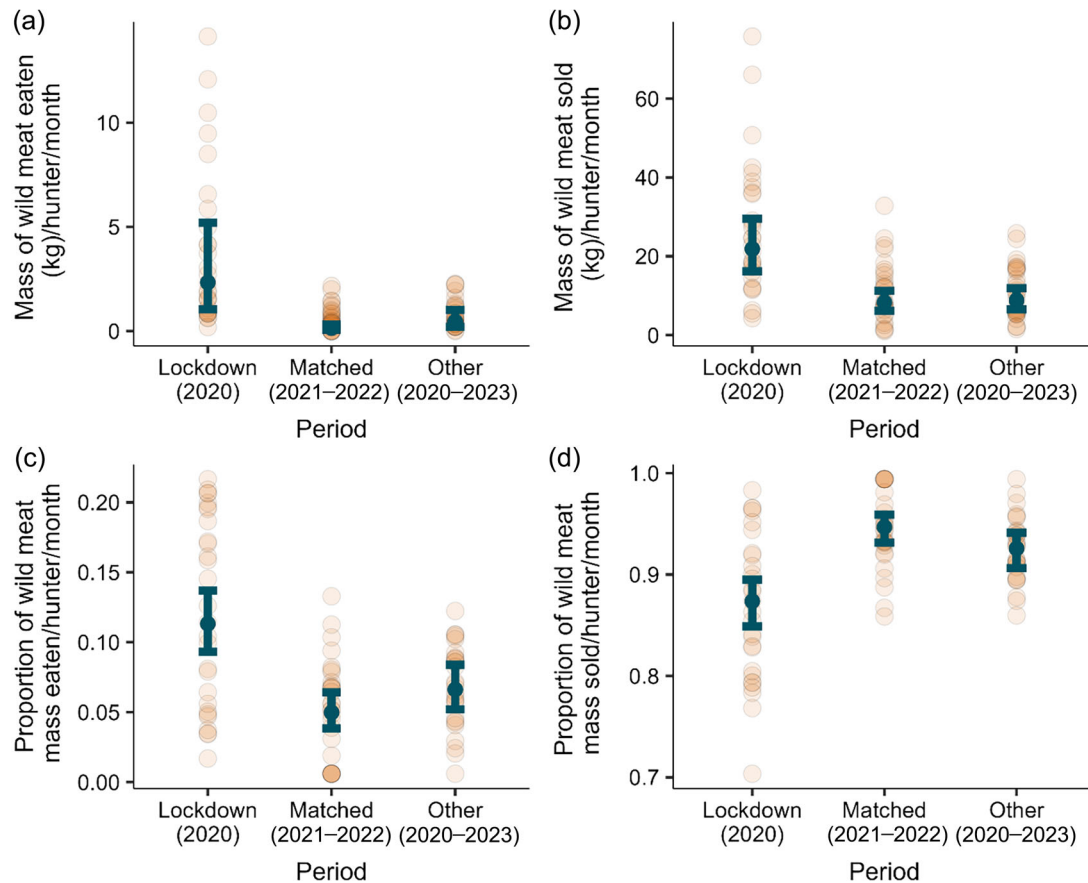 (a)
Mass of wild meat eaten
(kg)/hunter/month
10
5
0
Lockdown
(2020)
Matched
(2021–2022)
Other
(2020–2023)
Period
(b)
Mass of wild meat sold
(kg)/hunter/month
60
40
20
0
Lockdown
(2020)
Matched
(2021–2022)
Other
(2020–2023)
Period
(c)
Proportion of wild meat
mass eaten/hunter/month
0.20
0.15
0.10
0.05
0.00
Lockdown
(2020)
Matched
(2021–2022)
Other
(2020–2023)
Period
(d)
Proportion of wild meat
mass sold/hunter/month
1.0
0.9
0.8
0.7
Lockdown
(2020)
Matched
(2021–2022)
Other
(2020–2023)
Period